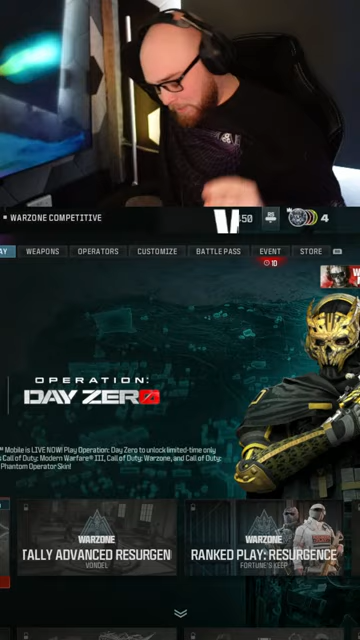 WARZONE COMPETITIVE
450
4
WEAPONS
OPERATORS
CUSTOMIZE
BATTLE PASS
EVENT
STORE
10
OPERATION:
DAY ZERO
Mobile is LIVE NOW! Play Operation: Day Zero to unlock limited-time only
Call of Duty: Modern Warfare® III, Call of Duty: Warzone, and Call of Duty:
Phantom Operator Skin!
WARZONE
TALLY ADVANCED RESURGEN
VONDEL
WARZONE
RANKED PLAY: RESURGENCE
FORTUNE'S KEEP